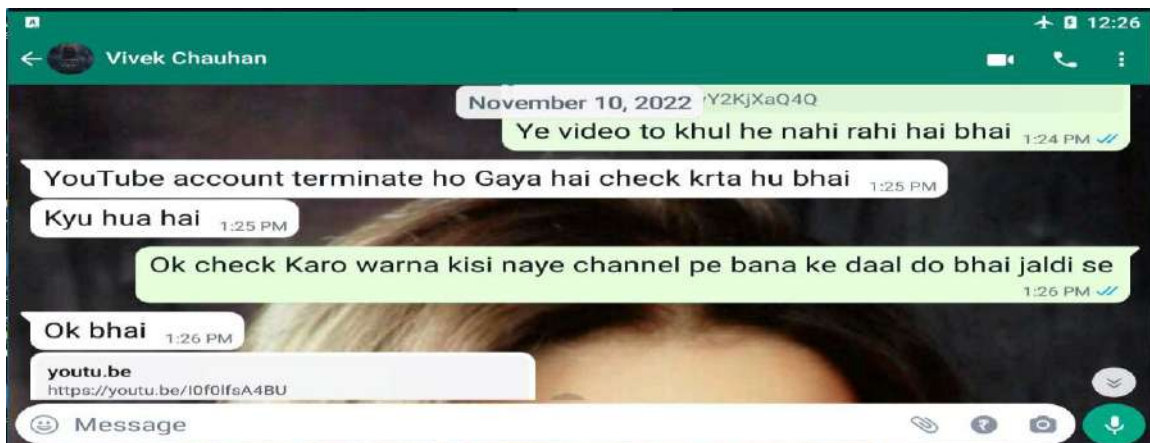 12:26
Vivek Chauhan
November 10, 2022
Y2KjXaQ4Q
Ye video to khul he nahi rahi hai bhai 1:24 PM
YouTube account terminate ho Gaya hai check krta hu bhai 1:25 PM
Kyu hua hai 1:25 PM
Ok check Karo warna kisi naye channel pe bana ke daal do bhai jaldi se
1:26 PM
Ok bhai 1:26 PM
youtu.be
https://youtu.be/I0f0IfsA4BU
Message